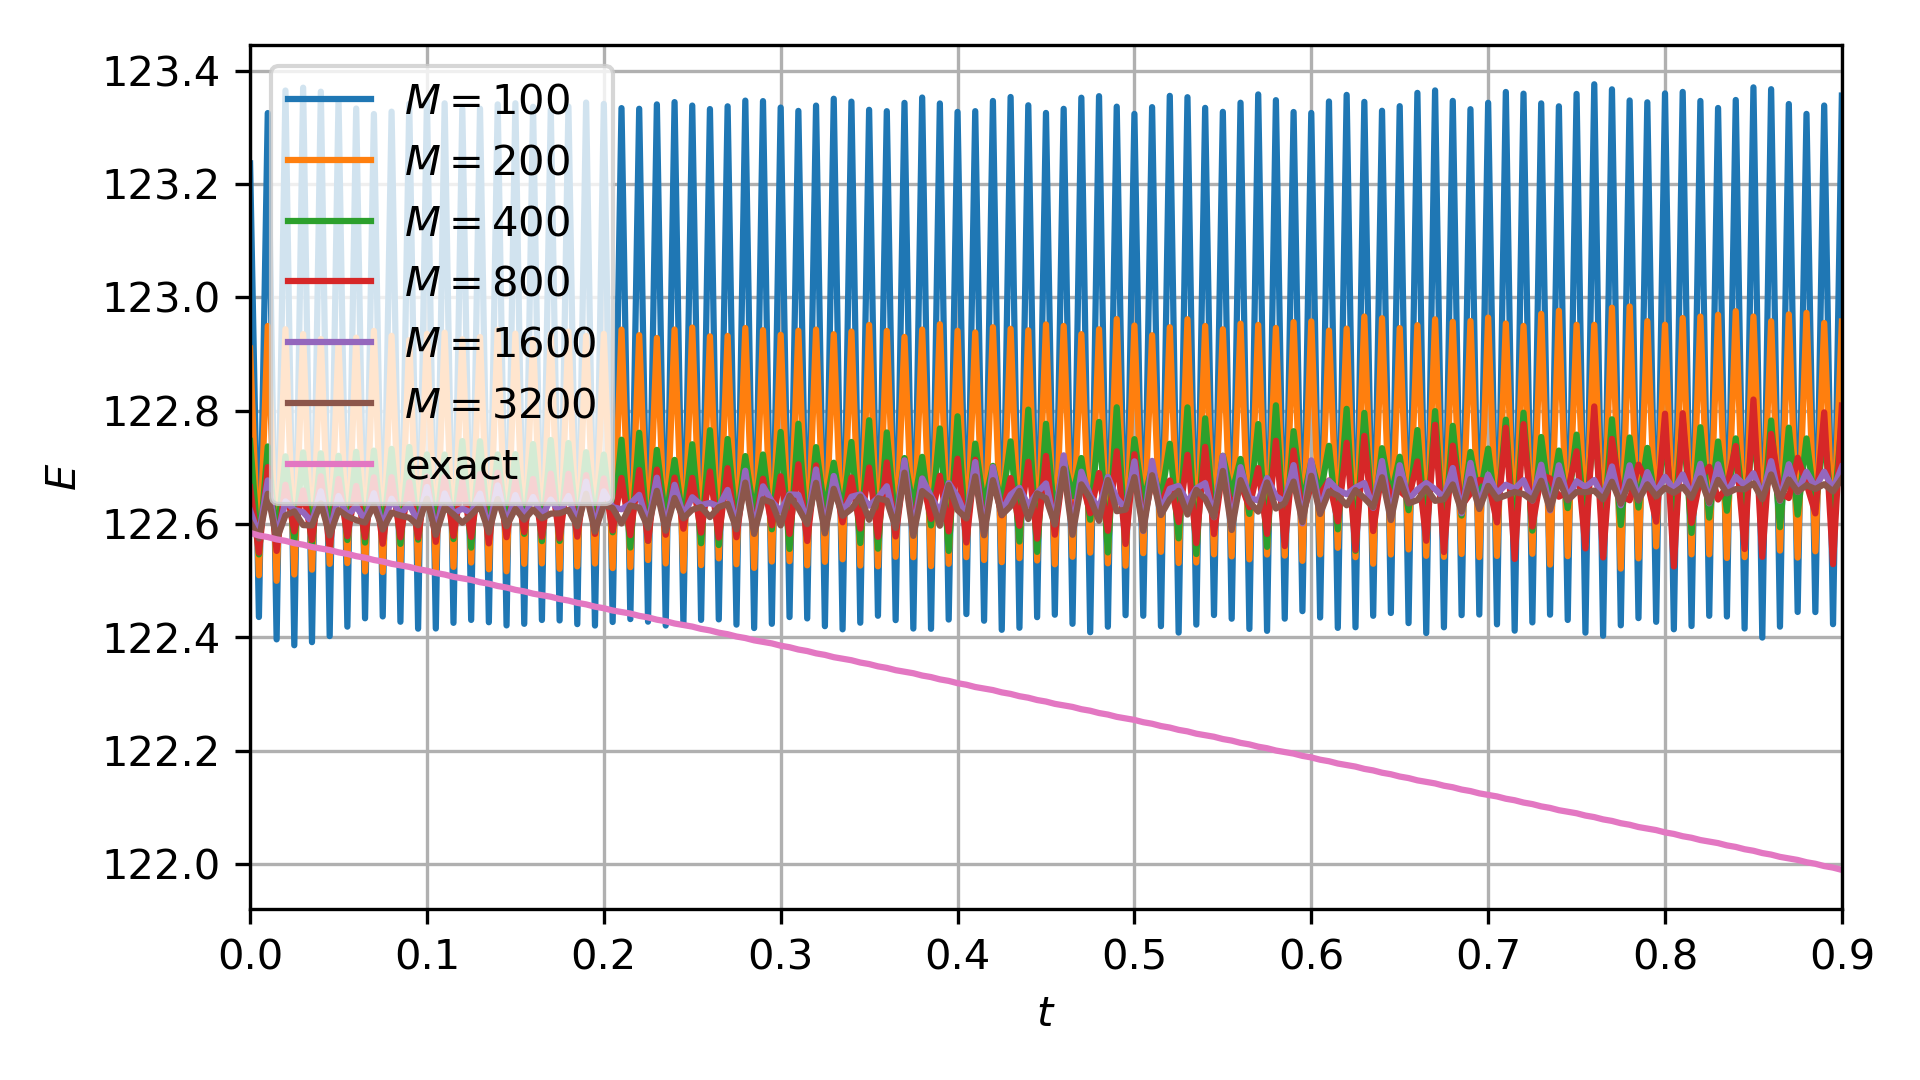 123.4
123.2
123.0
122.8
122.6
122.4
122.2
122.0
E
M = 100
M = 200
M = 400
M = 800
M = 1600
M = 3200
exact
0.0 0.1 0.2 0.3 0.4 0.5 0.6 0.7 0.8 0.9
t